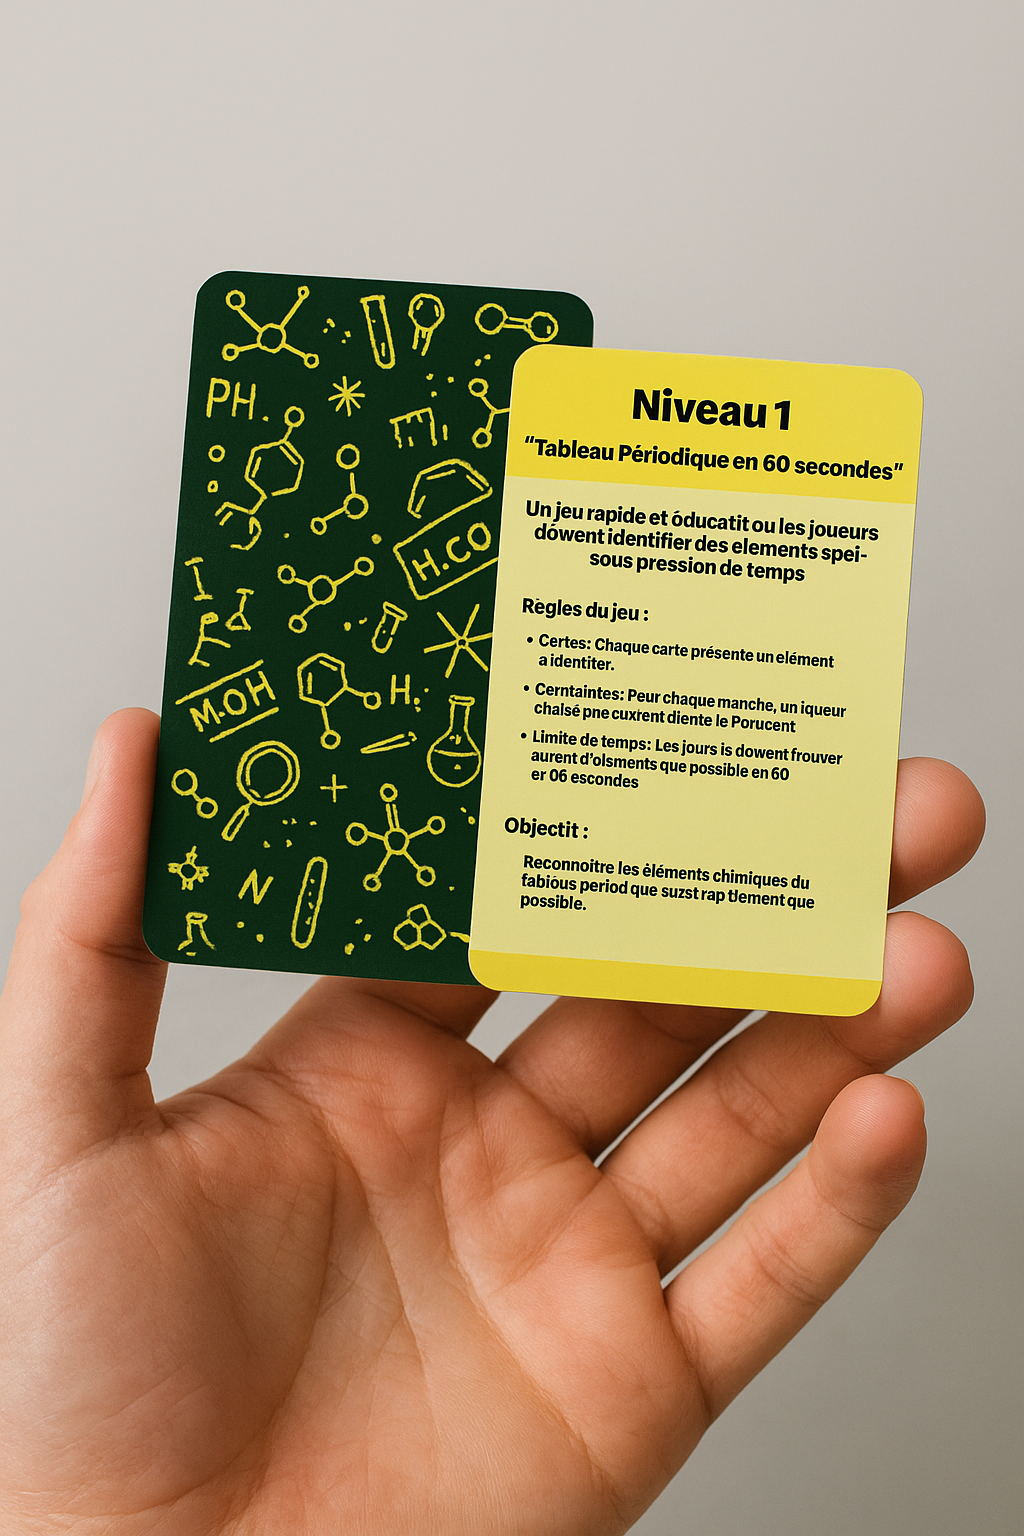 PH.
H.CO
M-OH
H.
N
Niveau 1
“Tableau Périodique en 60 secondes”
Un jeu rapide et óducatit ou les joueurs
dówent identifier des elements spei-
sous pression de temps
Règles du jeu :
• Certes: Chaque carte présente un elément
a identiter.
• Cerntaintes: Peur chaque manche, un iqueur
chalsé pne cuxrent diente le Porucent
• Limite de temps: Les jours is dowent frouver
aurent d’olsments que possible en 60
er 06 escondes
Objectit :
Reconnoitre les èléments chimiques du
fabious period que suzst rap tlement que
possible.